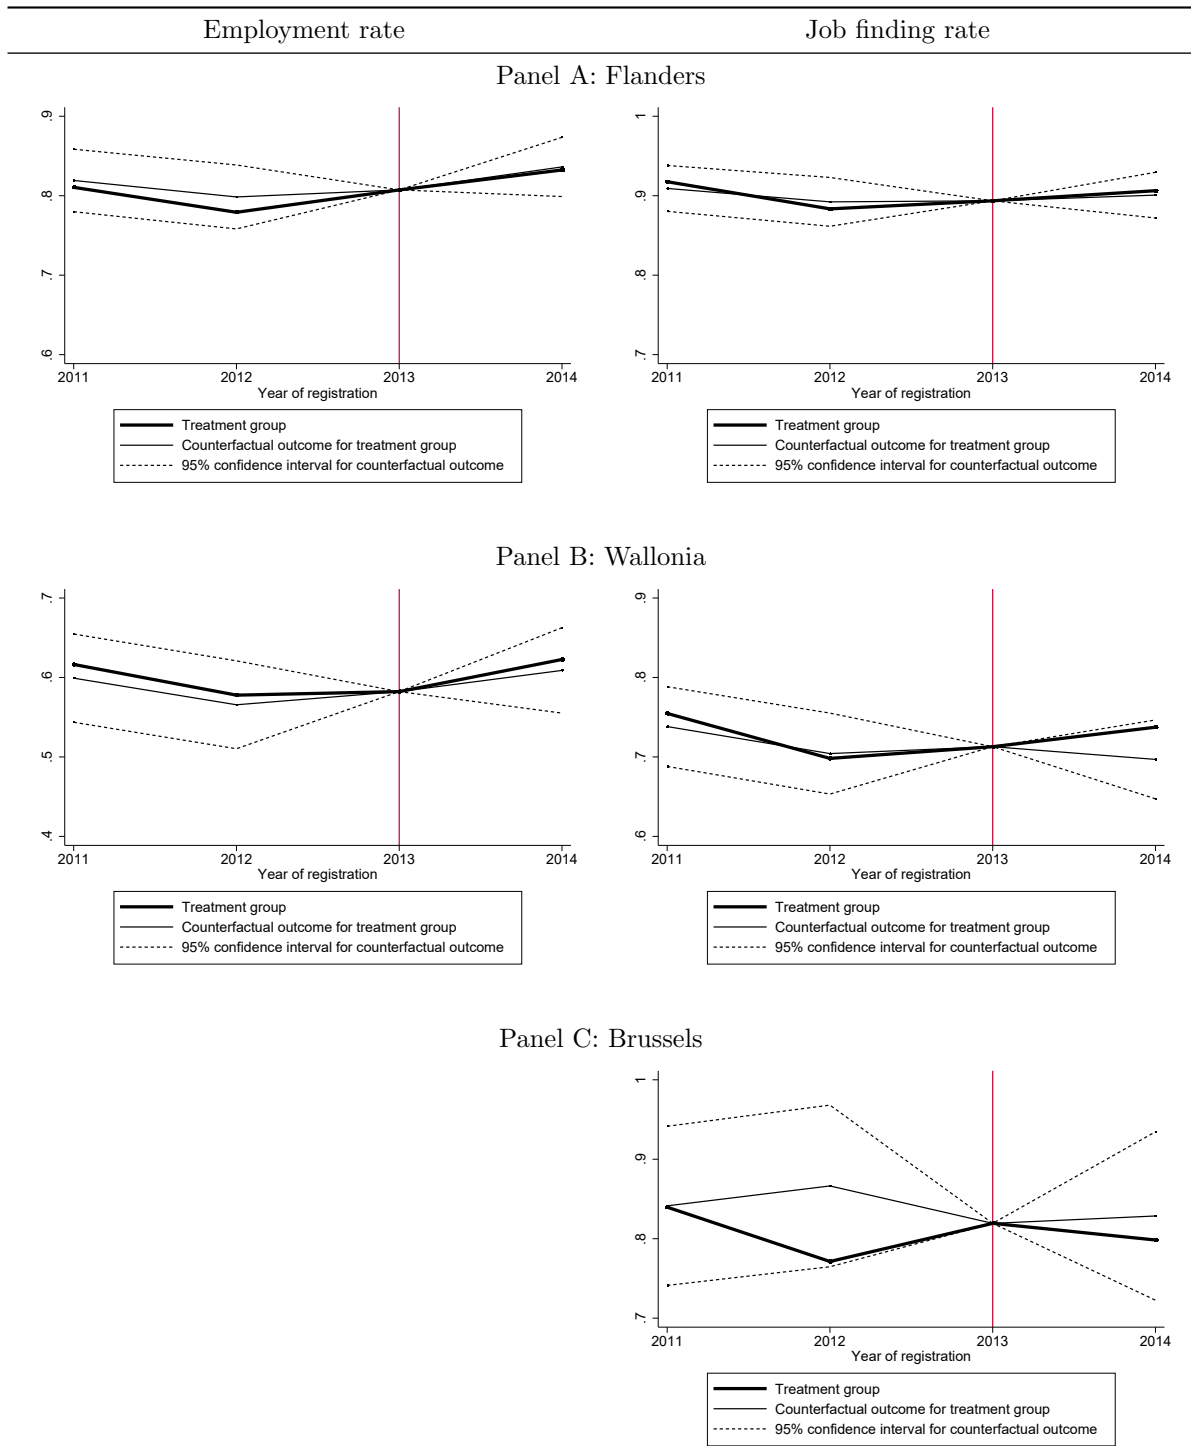 Employment rate Job finding rate
Panel A: Flanders
.9
.8
.7
.6
2011 2012 2013 2014
Year of registration
Treatment group
Counterfactual outcome for treatment group
95% confidence interval for counterfactual outcome
1
.9
.8
.7
2011 2012 2013 2014
Year of registration
Treatment group
Counterfactual outcome for treatment group
95% confidence interval for counterfactual outcome
Panel B: Wallonia
.7
.6
.5
.4
2011 2012 2013 2014
Year of registration
Treatment group
Counterfactual outcome for treatment group
95% confidence interval for counterfactual outcome
.9
.8
.7
.6
2011 2012 2013 2014
Year of registration
Treatment group
Counterfactual outcome for treatment group
95% confidence interval for counterfactual outcome
Panel C: Brussels
1
.9
.8
.7
2011 2012 2013 2014
Year of registration
Treatment group
Counterfactual outcome for treatment group
95% confidence interval for counterfactual outcome